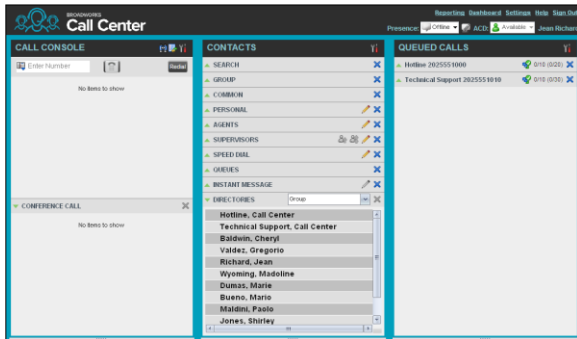 Reporting Dashboard Settings Help Sign Out
BROADWORKS
Call Center
Presence: Offline ACD: Available Jean Richard
CALL CONSOLE
Enter Number
Redial
No items to show
CONFERENCE CALL
No items to show
CONTACTS
SEARCH
GROUP
COMMON
PERSONAL
AGENTS
SUPERVISORS
SPEED DIAL
QUEUES
INSTANT MESSAGE
DIRECTORIES Group
Hotline, Call Center
Technical Support, Call Center
Baldwin, Cheryl
Valdez, Gregorio
Richard, Jean
Wyoming, Madoline
Dumas, Marie
Bueno, Mario
Maldini, Paolo
Jones, Shirley
QUEUED CALLS
Hotline 2025551000 0/10 (0/20)
Technical Support 2025551010 0/10 (0/30)